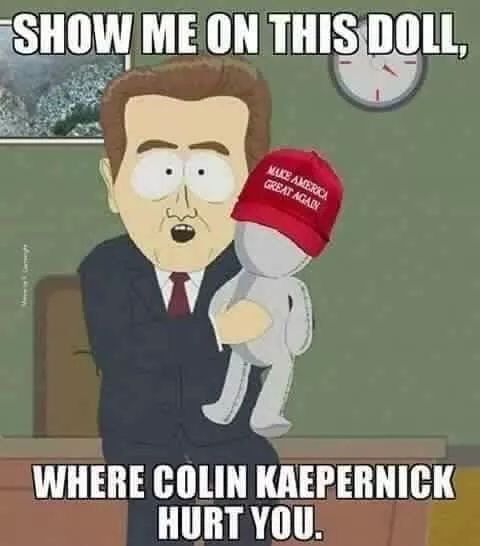 SHOW ME ON THIS DOLL,
MAKE AMERICA
GREAT AGAIN
WHERE COLIN KAEPERNICK
HURT YOU.